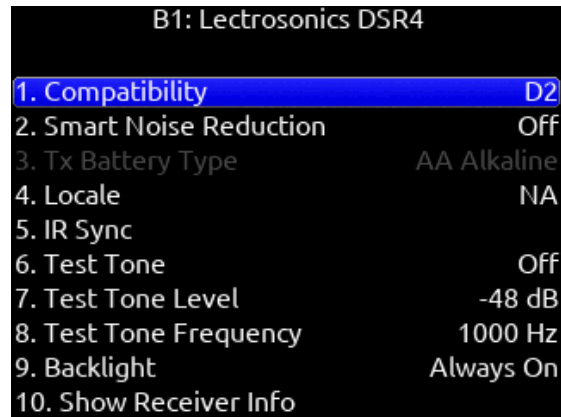 B1: Lectrosonics DSR4
1. Compatibility D2
2. Smart Noise Reduction Off
3. Tx Battery Type AA Alkaline
4. Locale NA
5. IR Sync
6. Test Tone Off
7. Test Tone Level -48 dB
8. Test Tone Frequency 1000 Hz
9. Backlight Always On
10. Show Receiver Info